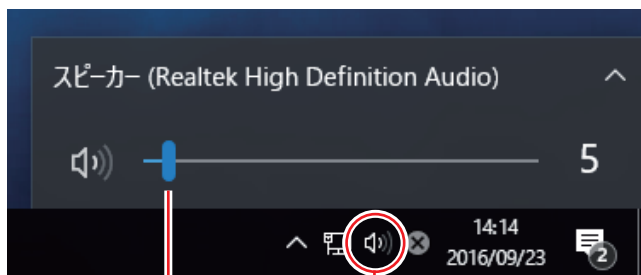 スピーカー (Realtek High Definition Audio)
5
14:14
2016/09/23
2